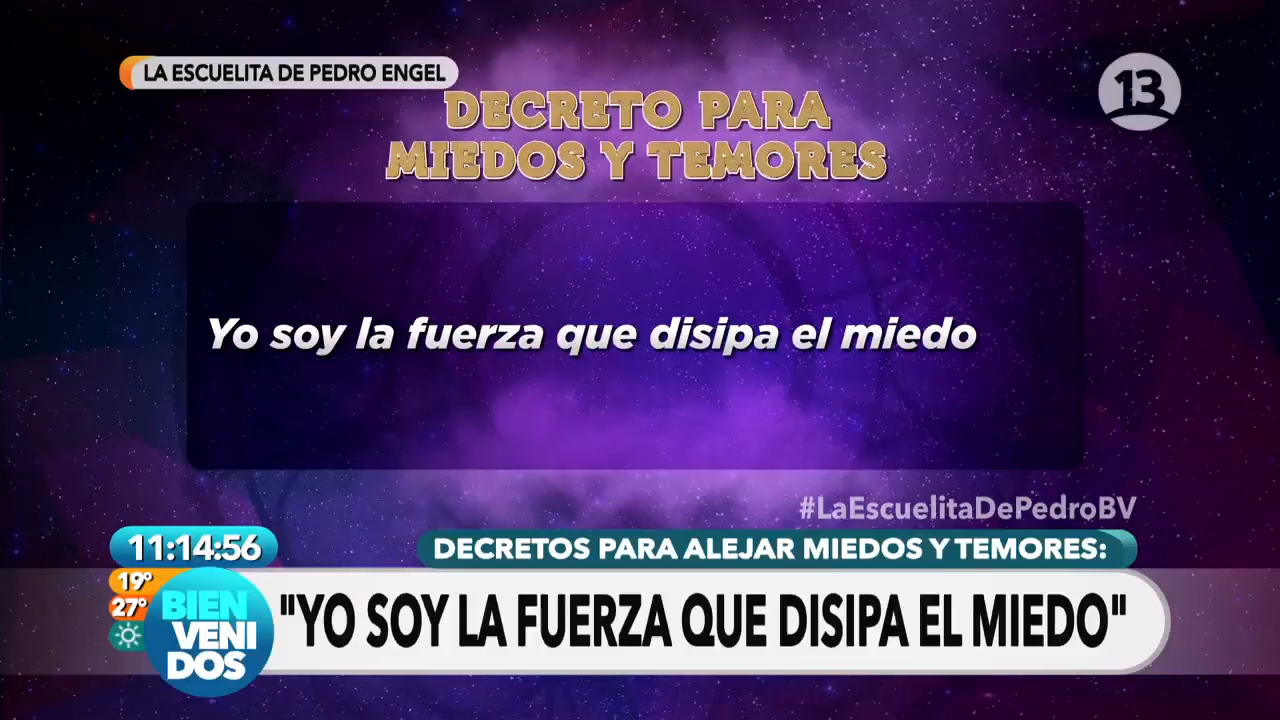 LA ESCUELITA DE PEDRO ENGEL
13
DECRETO PARA
MIEDOS Y TEMORES
Yo soy la fuerza que disipa el miedo
#LaEscuelitaDePedroBV
11:14:56
DECRETOS PARA ALEJAR MIEDOS Y TEMORES:
19°
27°
BIEN
VENI
DOS
"YO SOY LA FUERZA QUE DISIPA EL MIEDO"